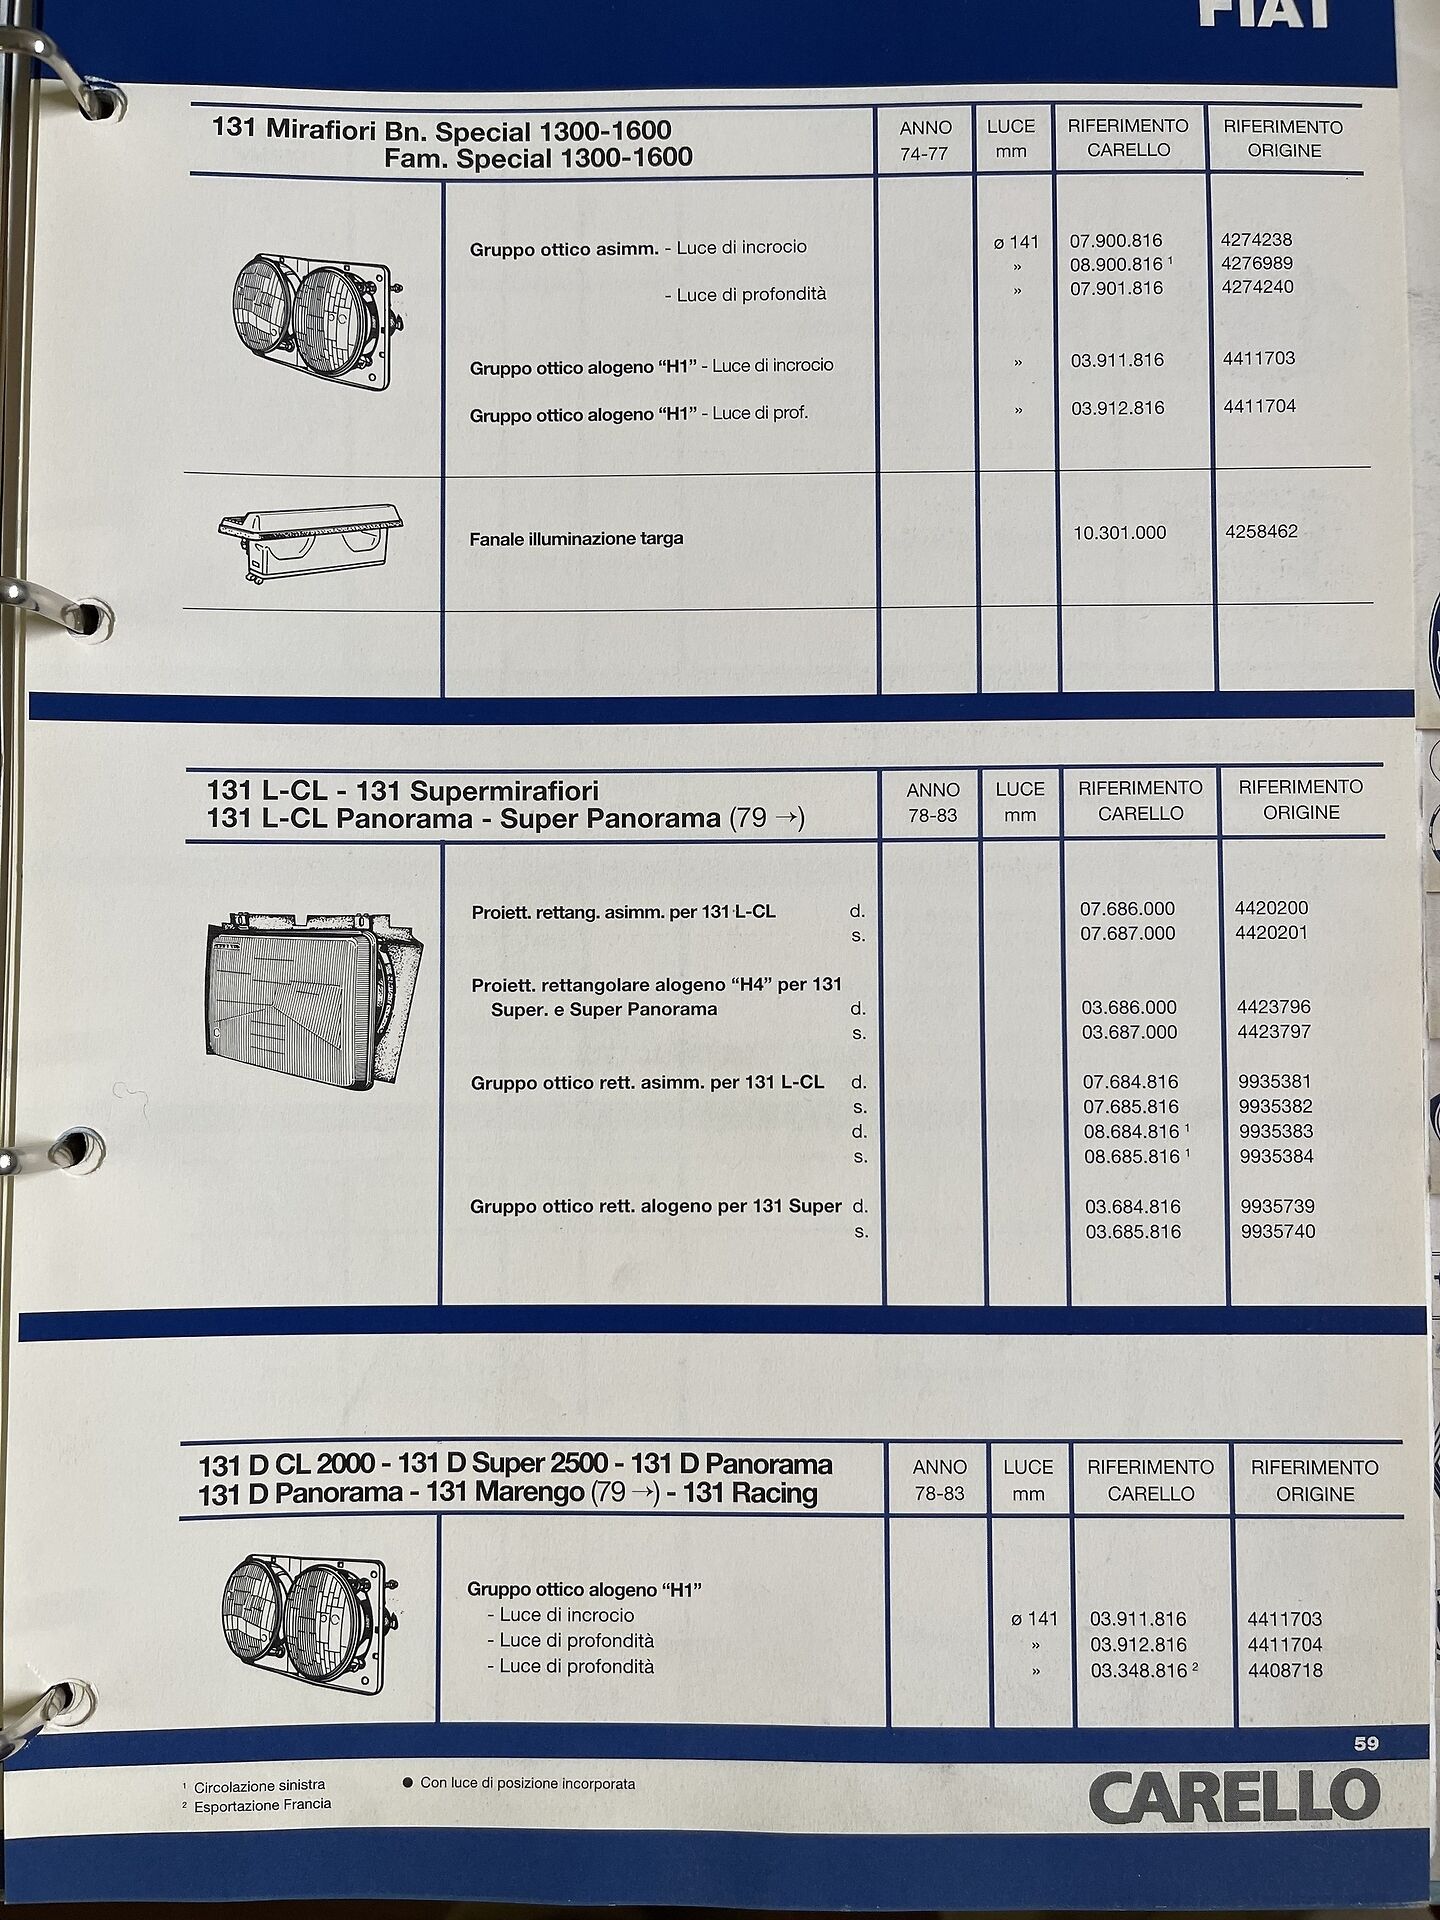 FIAT
131 Mirafiori Bn. Special 1300-1600
Fam. Special 1300-1600
ANNO
74-77
LUCE
mm
RIFERIMENTO
CARELLO
RIFERIMENTO
ORIGINE
Gruppo ottico asimm. - Luce di incrocio ø 141 07.900.816 4274238
» 08.900.816 ¹ 4276989
- Luce di profondità » 07.901.816 4274240
Gruppo ottico alogeno “H1” - Luce di incrocio » 03.911.816 4411703
Gruppo ottico alogeno “H1” - Luce di prof. » 03.912.816 4411704
Fanale illuminazione targa 10.301.000 4258462
131 L-CL - 131 Supermirafiori
131 L-CL Panorama - Super Panorama (79 →)
ANNO
78-83
LUCE
mm
RIFERIMENTO
CARELLO
RIFERIMENTO
ORIGINE
Proiett. rettang. asimm. per 131 L-CL d. 07.686.000 4420200
s. 07.687.000 4420201
Proiett. rettangolare alogeno “H4” per 131
Super. e Super Panorama d. 03.686.000 4423796
s. 03.687.000 4423797
Gruppo ottico rett. asimm. per 131 L-CL d. 07.684.816 9935381
s. 07.685.816 9935382
d. 08.684.816 ¹ 9935383
s. 08.685.816 ¹ 9935384
Gruppo ottico rett. alogeno per 131 Super d. 03.684.816 9935739
s. 03.685.816 9935740
131 D CL 2000 - 131 D Super 2500 - 131 D Panorama
131 D Panorama - 131 Marengo (79 →) - 131 Racing
ANNO
78-83
LUCE
mm
RIFERIMENTO
CARELLO
RIFERIMENTO
ORIGINE
Gruppo ottico alogeno “H1”
- Luce di incrocio ø 141 03.911.816 4411703
- Luce di profondità » 03.912.816 4411704
- Luce di profondità » 03.348.816 ² 4408718
59
¹ Circolazione sinistra
² Esportazione Francia
● Con luce di posizione incorporata
CARELLO